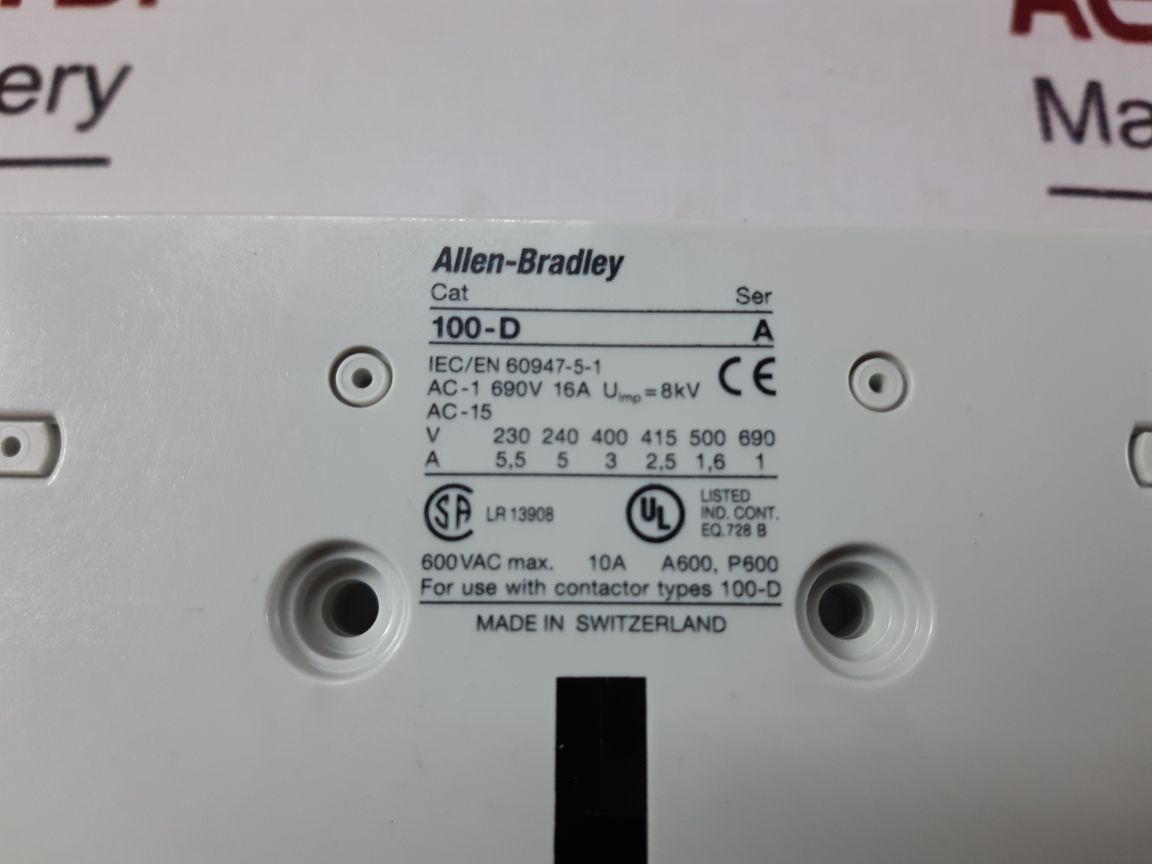 ery
Ma
Allen-Bradley
Cat Ser
100-D A
IEC/EN 60947-5-1 CE
AC-1 690V 16A Uimp=8kV
AC-15
V 230 240 400 415 500 690
A 5,5 5 3 2,5 1,6 1
SA LR 13908 UL LISTED
IND. CONT.
EQ.728 B
600VAC max. 10A A600, P600
For use with contactor types 100-D
MADE IN SWITZERLAND